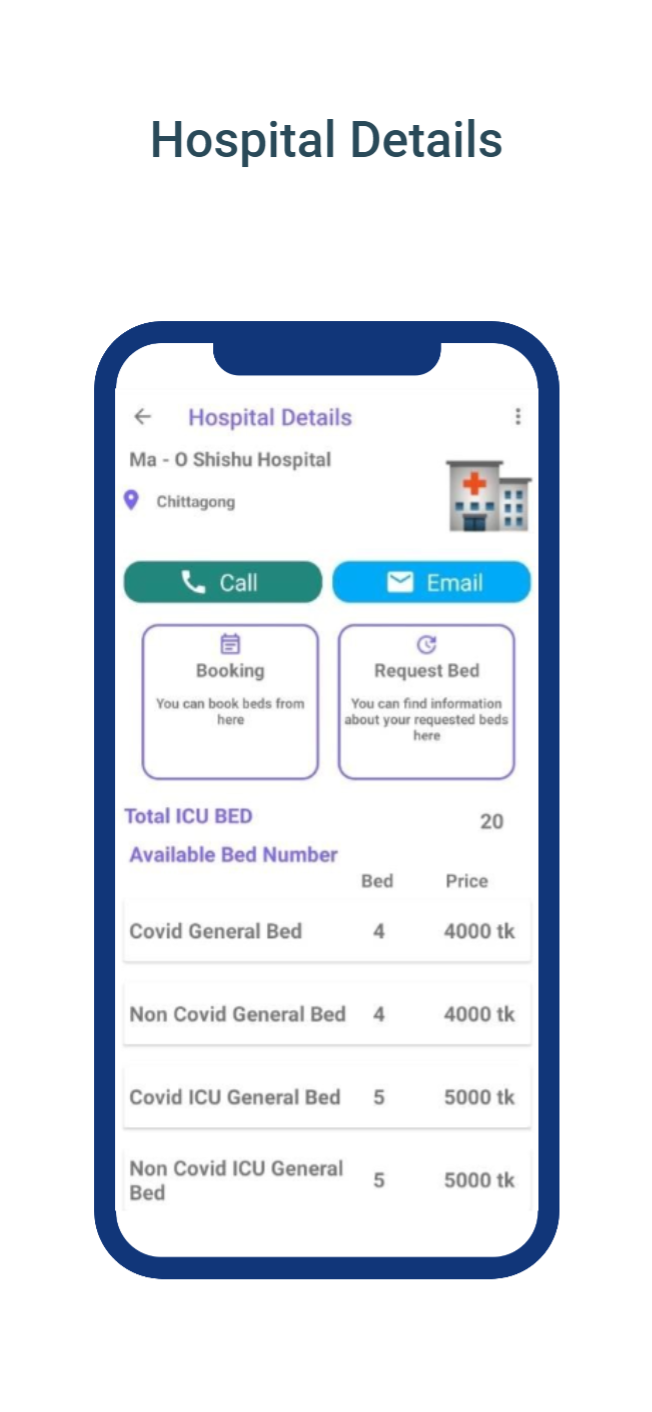 Hospital Details
Hospital Details
Ma - O Shishu Hospital
Chittagong
Call
Email
Booking
You can book beds from
here
Request Bed
You can find information
about your requested beds
here
Total ICU BED 20
Available Bed Number
Bed Price
Covid General Bed 4 4000 tk
Non Covid General Bed 4 4000 tk
Covid ICU General Bed 5 5000 tk
Non Covid ICU General
Bed 5 5000 tk